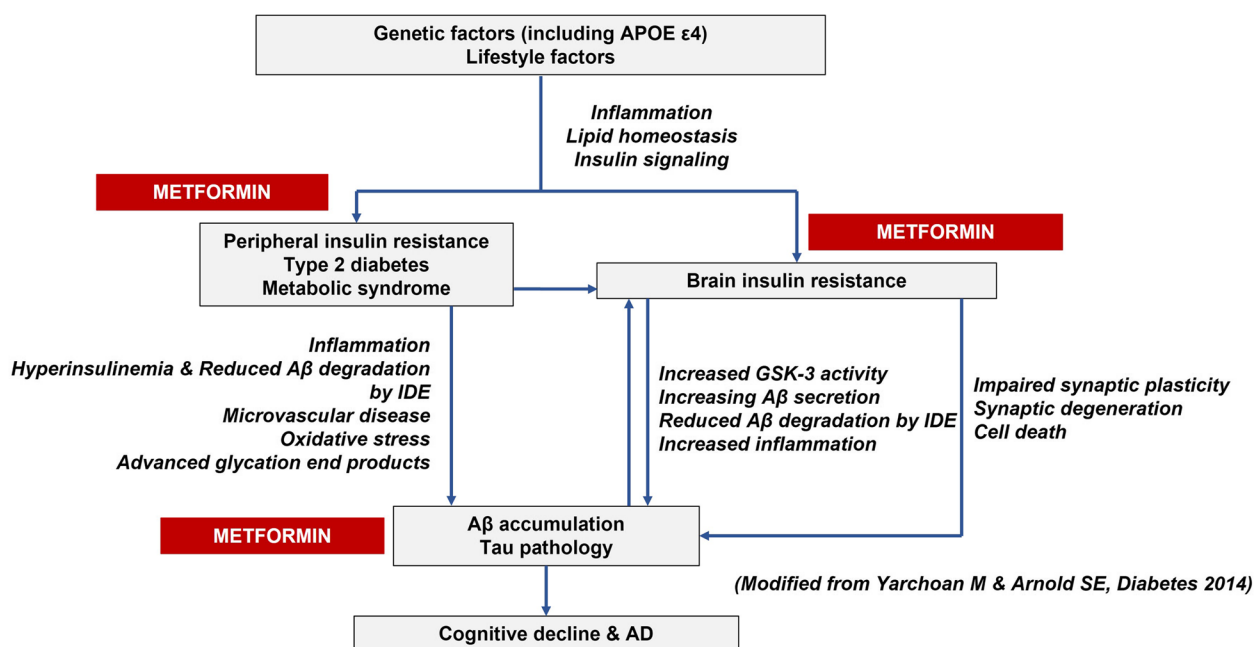 Genetic factors (including APOE ε4)
Lifestyle factors
Inflammation
Lipid homeostasis
Insulin signaling
METFORMIN
METFORMIN
Peripheral insulin resistance
Type 2 diabetes
Metabolic syndrome
Brain insulin resistance
Inflammation
Hyperinsulinemia & Reduced Aβ degradation
by IDE
Microvascular disease
Oxidative stress
Advanced glycation end products
Increased GSK-3 activity
Increasing Aβ secretion
Reduced Aβ degradation by IDE
Increased inflammation
Impaired synaptic plasticity
Synaptic degeneration
Cell death
METFORMIN
Aβ accumulation
Tau pathology
(Modified from Yarchoan M & Arnold SE, Diabetes 2014)
Cognitive decline & AD